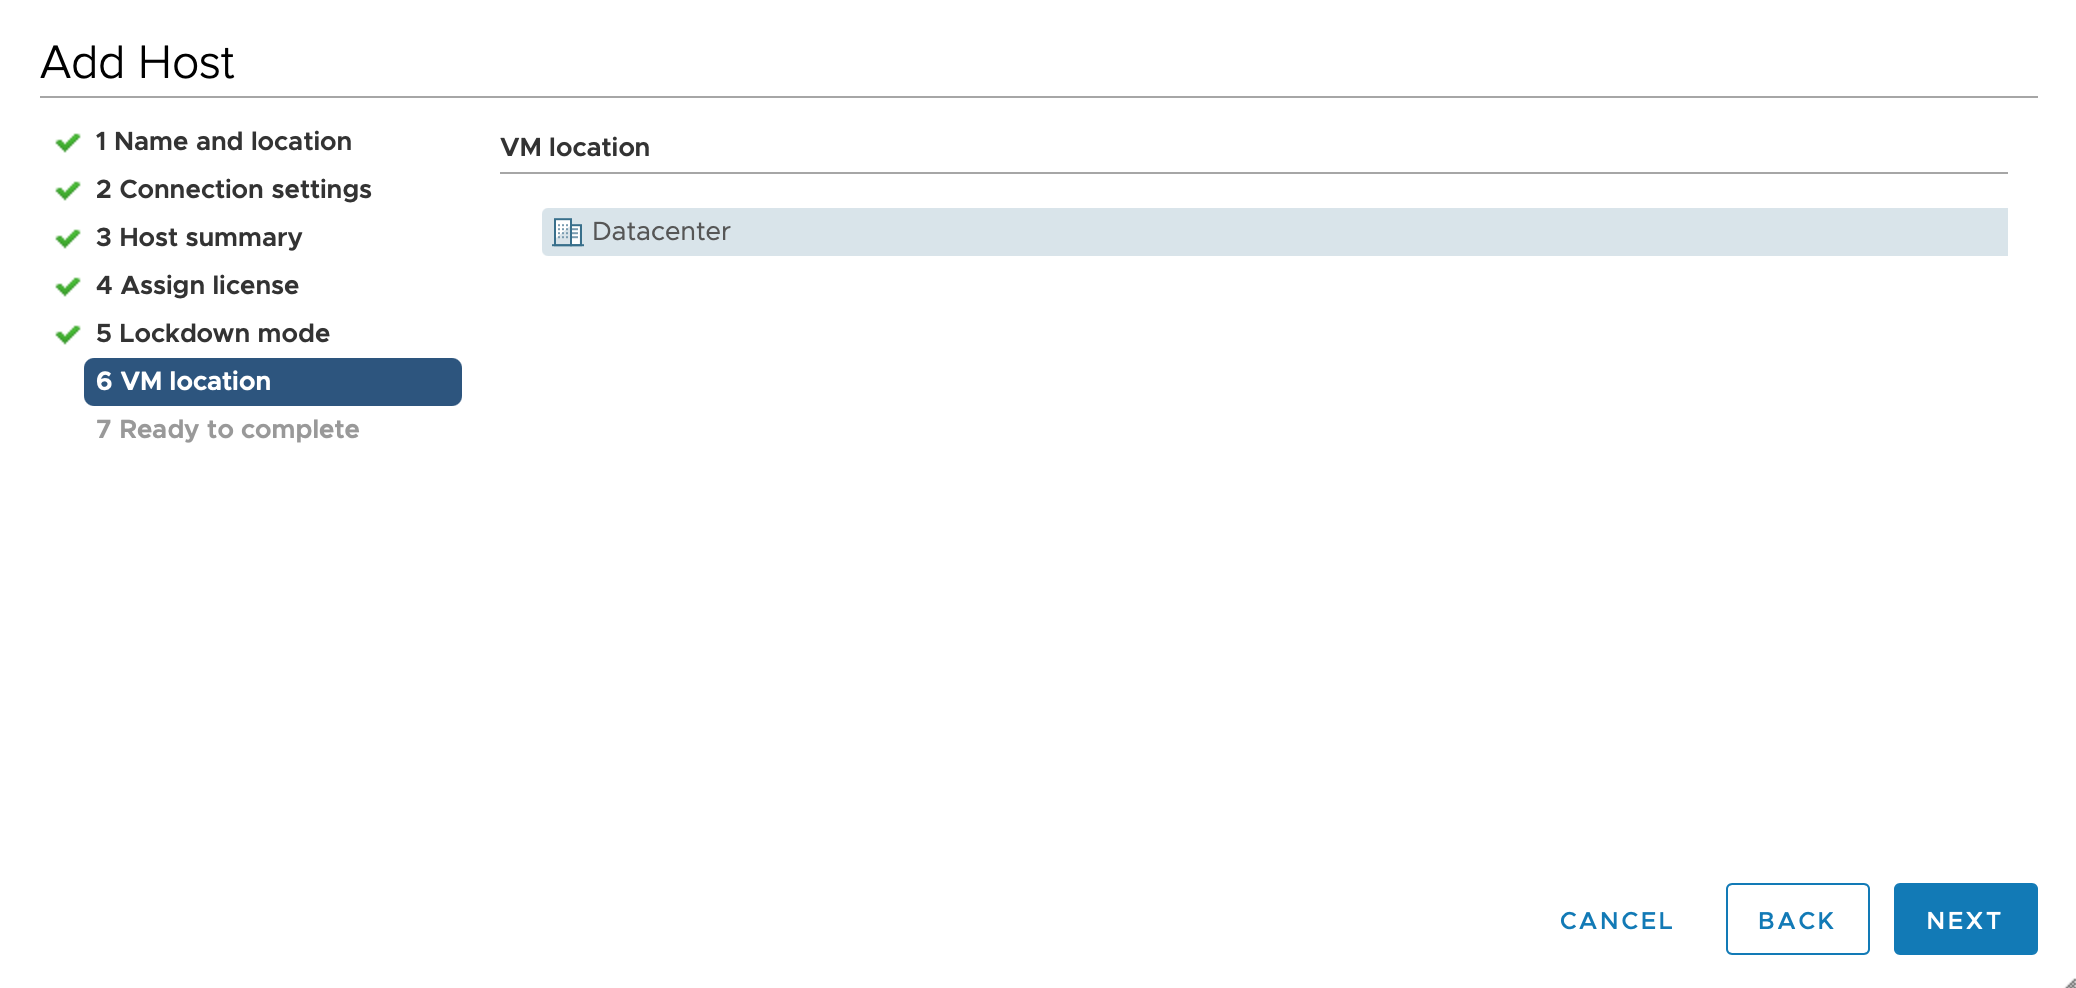 Add Host
1 Name and location
2 Connection settings
3 Host summary
4 Assign license
5 Lockdown mode
6 VM location
7 Ready to complete
VM location
Datacenter
CANCEL
BACK
NEXT